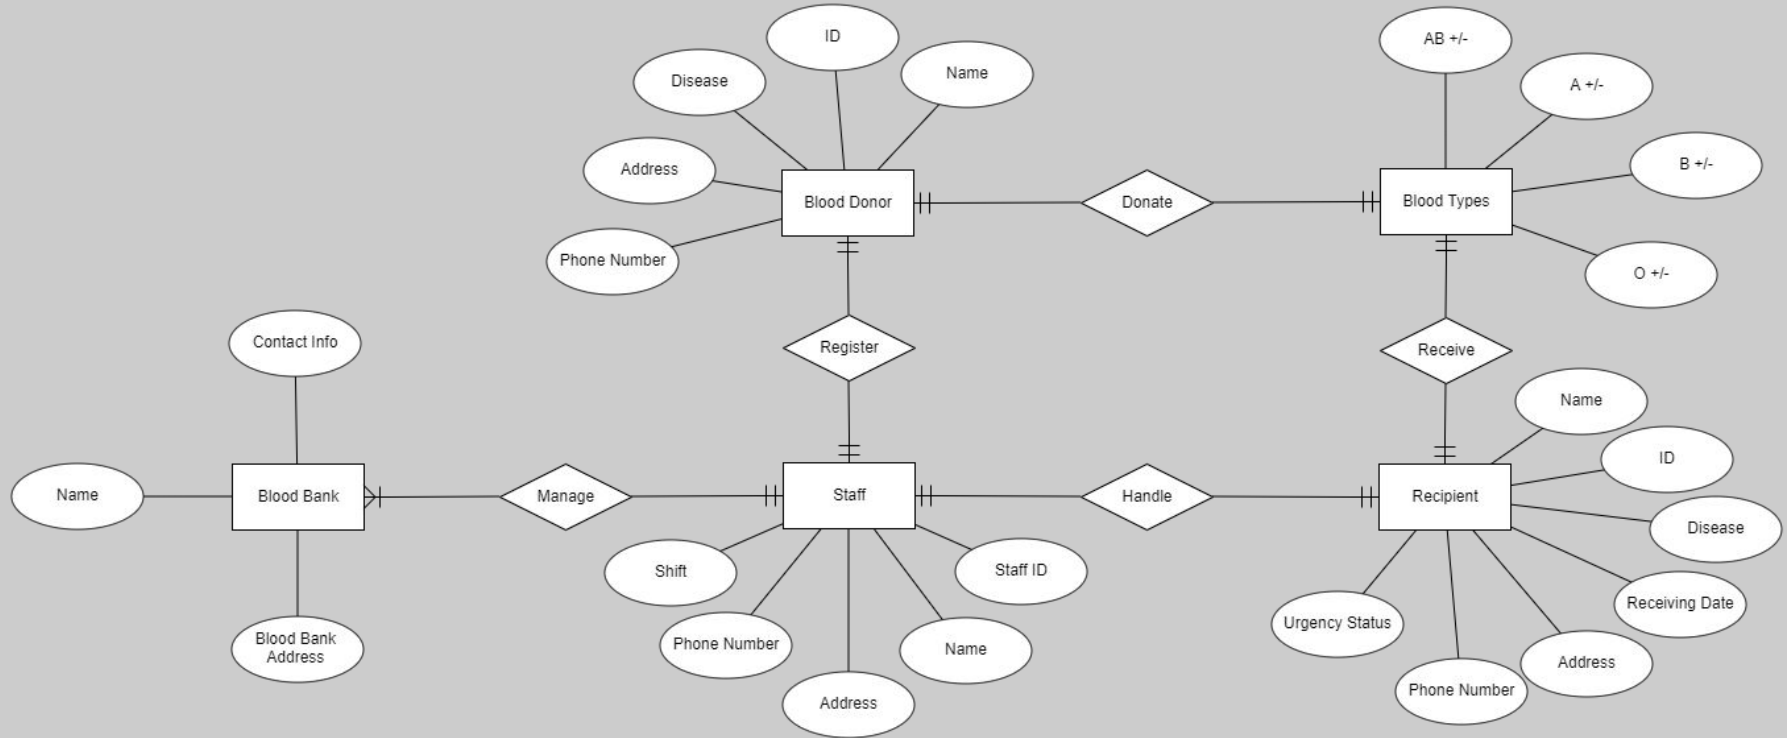 ID
AB +/-
Disease
Name
A +/-
Address
B +/-
Blood Donor
Donate
Blood Types
Phone Number
O +/-
Contact Info
Register
Receive
Name
Name
Blood Bank
Manage
Staff
Handle
Recipient
ID
Disease
Shift
Staff ID
Receiving Date
Urgency Status
Blood Bank
Address
Phone Number
Name
Address
Address
Phone Number